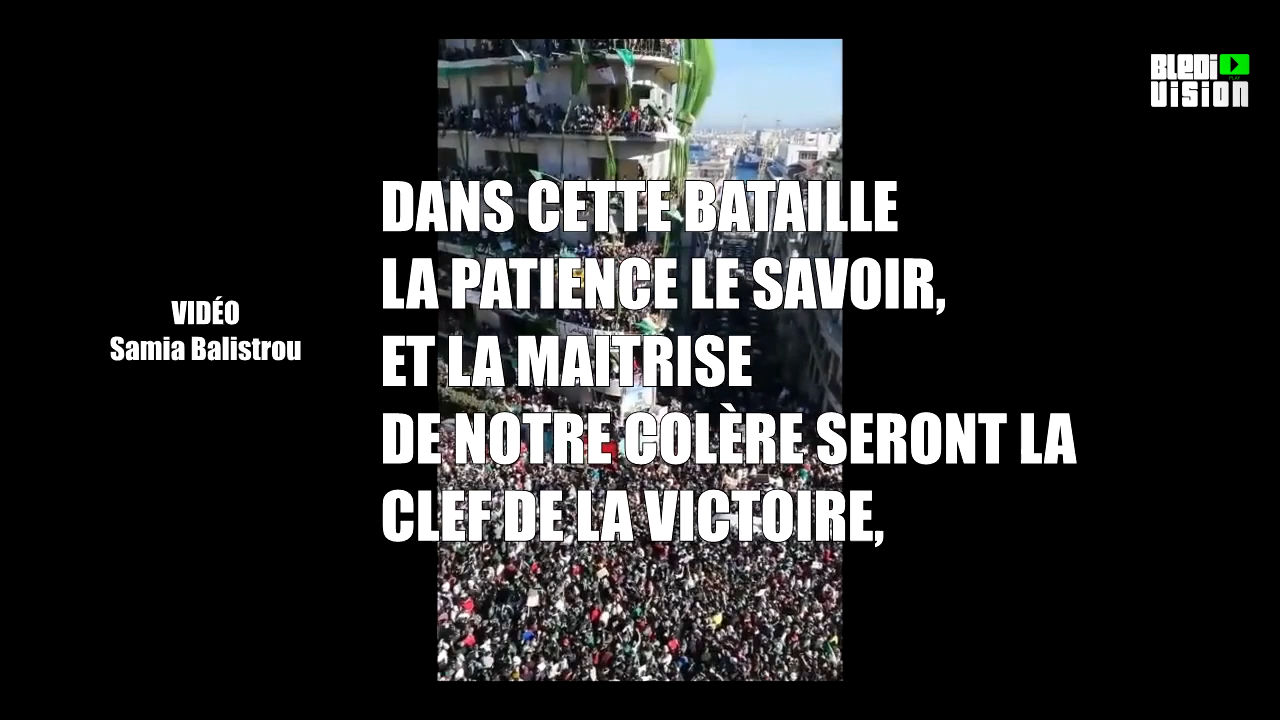 BLEDi
ViSiON
DANS CETTE BATAILLE
LA PATIENCE LE SAVOIR,
ET LA MAITRISE
DE NOTRE COLÈRE SERONT LA
CLEF DE LA VICTOIRE,
VIDÉO
Samia Balistrou